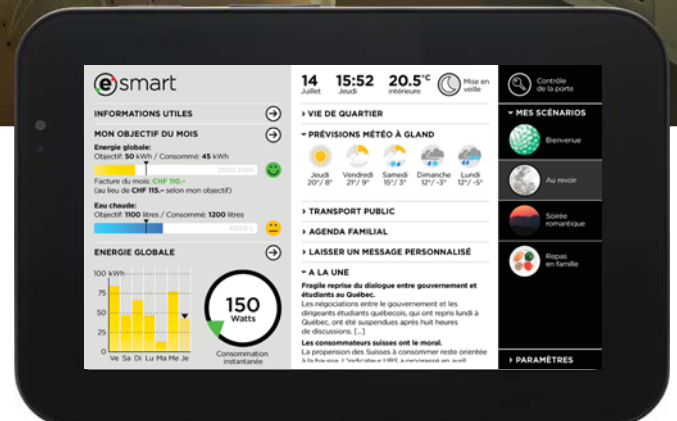 esmart
INFORMATIONS UTILES
MON OBJECTIF DU MOIS
Energie globale:
Objectif: 50 kWh / Consommé: 45 kWh
2500 kWh
Facture du mois: CHF 110.–
(au lieu de CHF 115.– selon mon objectif)
Eau chaude:
Objectif: 1100 litres / Consommé: 1200 litres
4500 L
ENERGIE GLOBALE
100 kWh
75
50
25
0
Ve Sa Di Lu Ma Me Je
150
Watts
Consommation
instantanée
14 15:52 20.5°C
Juillet Jeudi intérieure
Mise en
veille
VIE DE QUARTIER
PRÉVISIONS MÉTÉO À GLAND
Jeudi Vendredi Samedi Dimanche Lundi
20°/ 8° 21°/ 9° 15°/ 3° 12°/ -3° 12°/ -5°
TRANSPORT PUBLIC
AGENDA FAMILIAL
LAISSER UN MESSAGE PERSONNALISÉ
A LA UNE
Fragile reprise du dialogue entre gouvernement et
étudiants au Québec.
Les négociations entre le gouvernement et les
dirigeants étudiants québecois, qui ont repris lundi à
Québec, ont été suspendues après huit heures
de discussions. [...]
Les consommateurs suisses ont le moral.
La propension des Suisses à consommer reste orientée
à la hausse. L'indicateur UBS a progressé en avril
Contrôle
de la porte
MES SCÉNARIOS
Bienvenue
Au revoir
Soirée
romantique
Repas
en famille
PARAMÈTRES